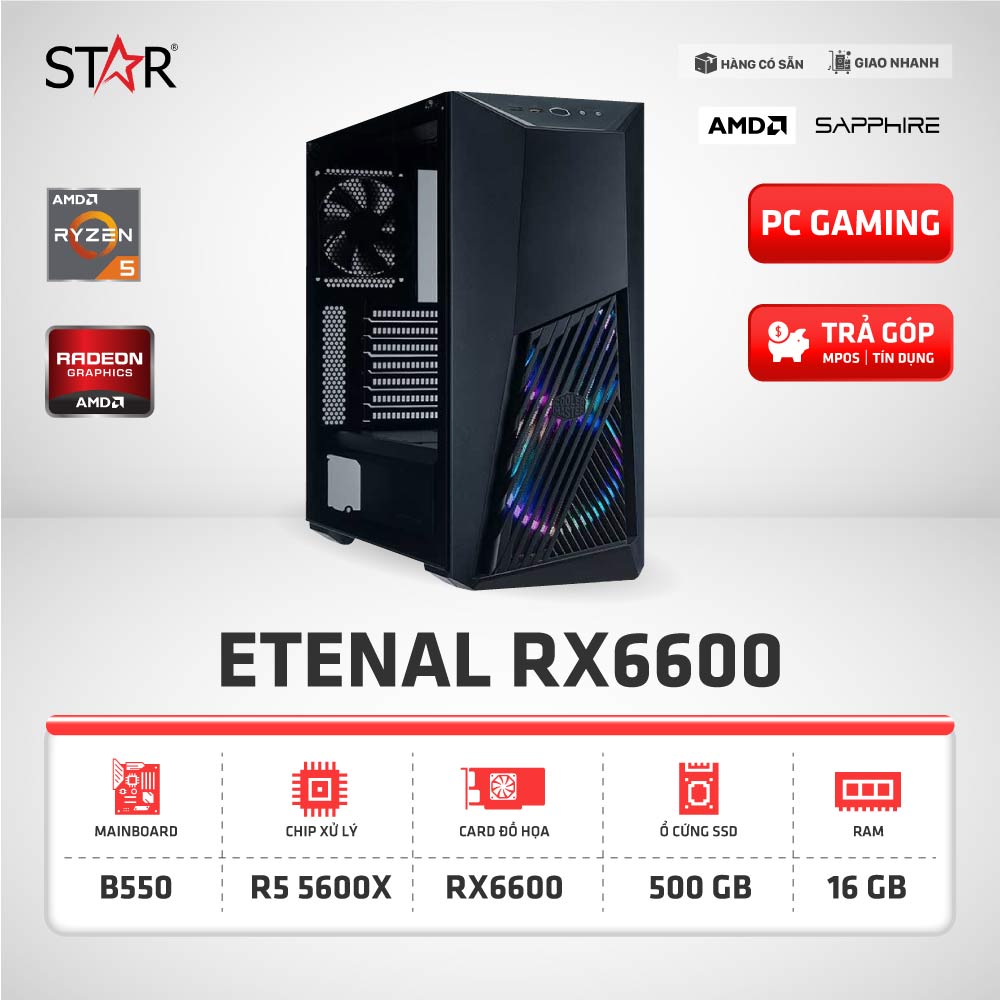 STAR®
HÀNG CÓ SẴN
GIAO NHANH
AMD
SAPPHIRE
AMD
RYZEN
5
PC GAMING
RADEON
GRAPHICS
AMD
$
TRẢ GÓP
MPOS | TÍN DỤNG
COOLER
MASTER
ETENAL RX6600
MAINBOARD
CHIP XỬ LÝ
CARD ĐỒ HỌA
Ổ CỨNG SSD
RAM
B550
R5 5600X
RX6600
500 GB
16 GB